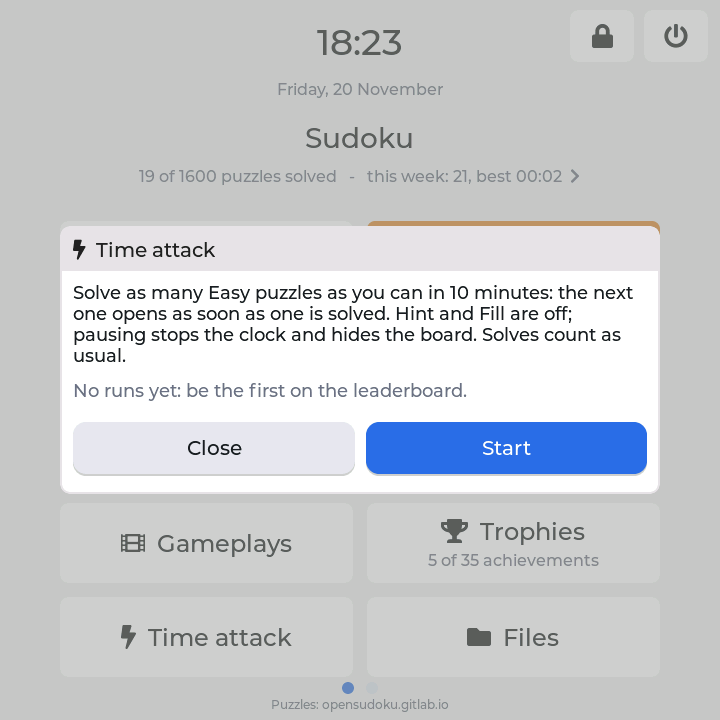 18:23
Friday, 20 November
Sudoku
19 of 1600 puzzles solved - this week: 21, best 00:02
Time attack
Solve as many Easy puzzles as you can in 10 minutes: the next
one opens as soon as one is solved. Hint and Fill are off;
pausing stops the clock and hides the board. Solves count as
usual.
No runs yet: be the first on the leaderboard.
Close
Start
Gameplays
Trophies
5 of 35 achievements
Time attack
Files
Puzzles: opensudoku.gitlab.io